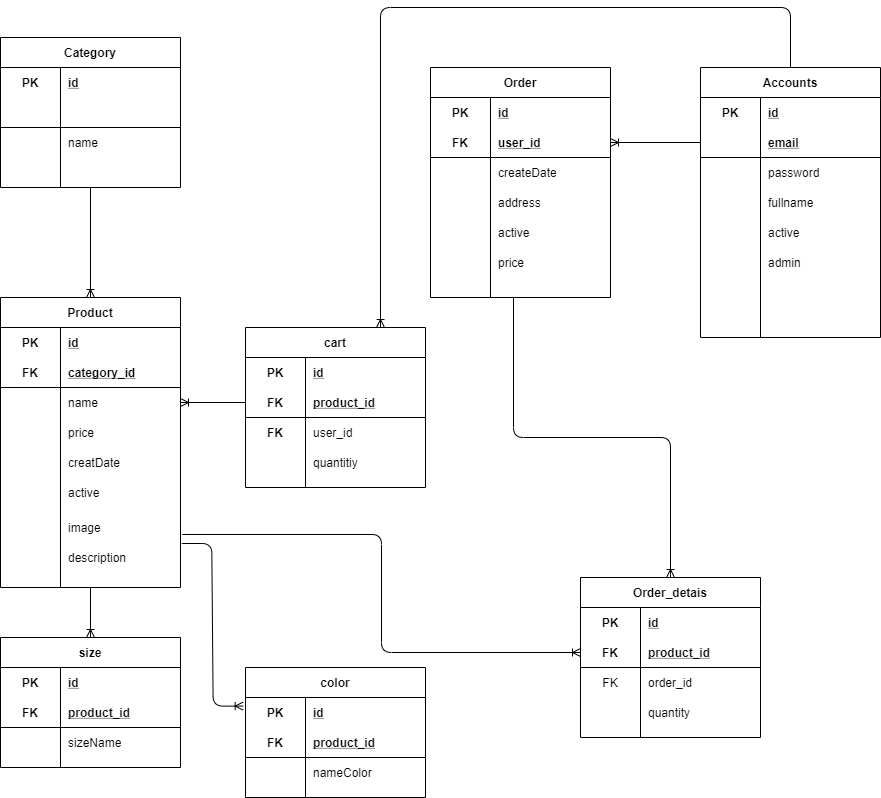 Category
PK id
name
Order
PK id
FK user_id
createDate
address
active
price
Accounts
PK id
email
password
fullname
active
admin
Product
PK id
FK category_id
name
price
creatDate
active
image
description
cart
PK id
FK product_id
FK user_id
quantitiy
size
PK id
FK product_id
sizeName
color
PK id
FK product_id
nameColor
Order_detais
PK id
FK product_id
FK order_id
quantity